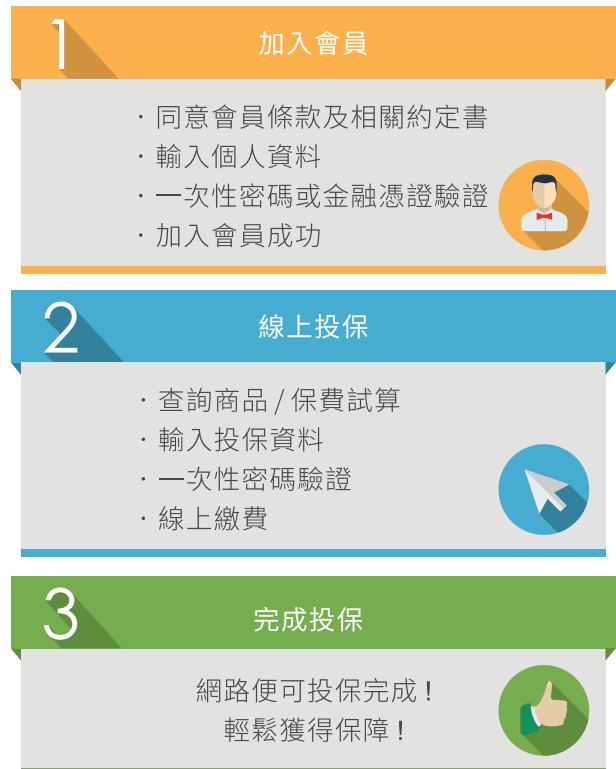 1
加入會員
・同意會員條款及相關約定書
・輸入個人資料
・一次性密碼或金融憑證驗證
・加入會員成功
2
線上投保
・查詢商品 / 保費試算
・輸入投保資料
・一次性密碼驗證
・線上繳費
3
完成投保
網路便可投保完成！
輕鬆獲得保障！